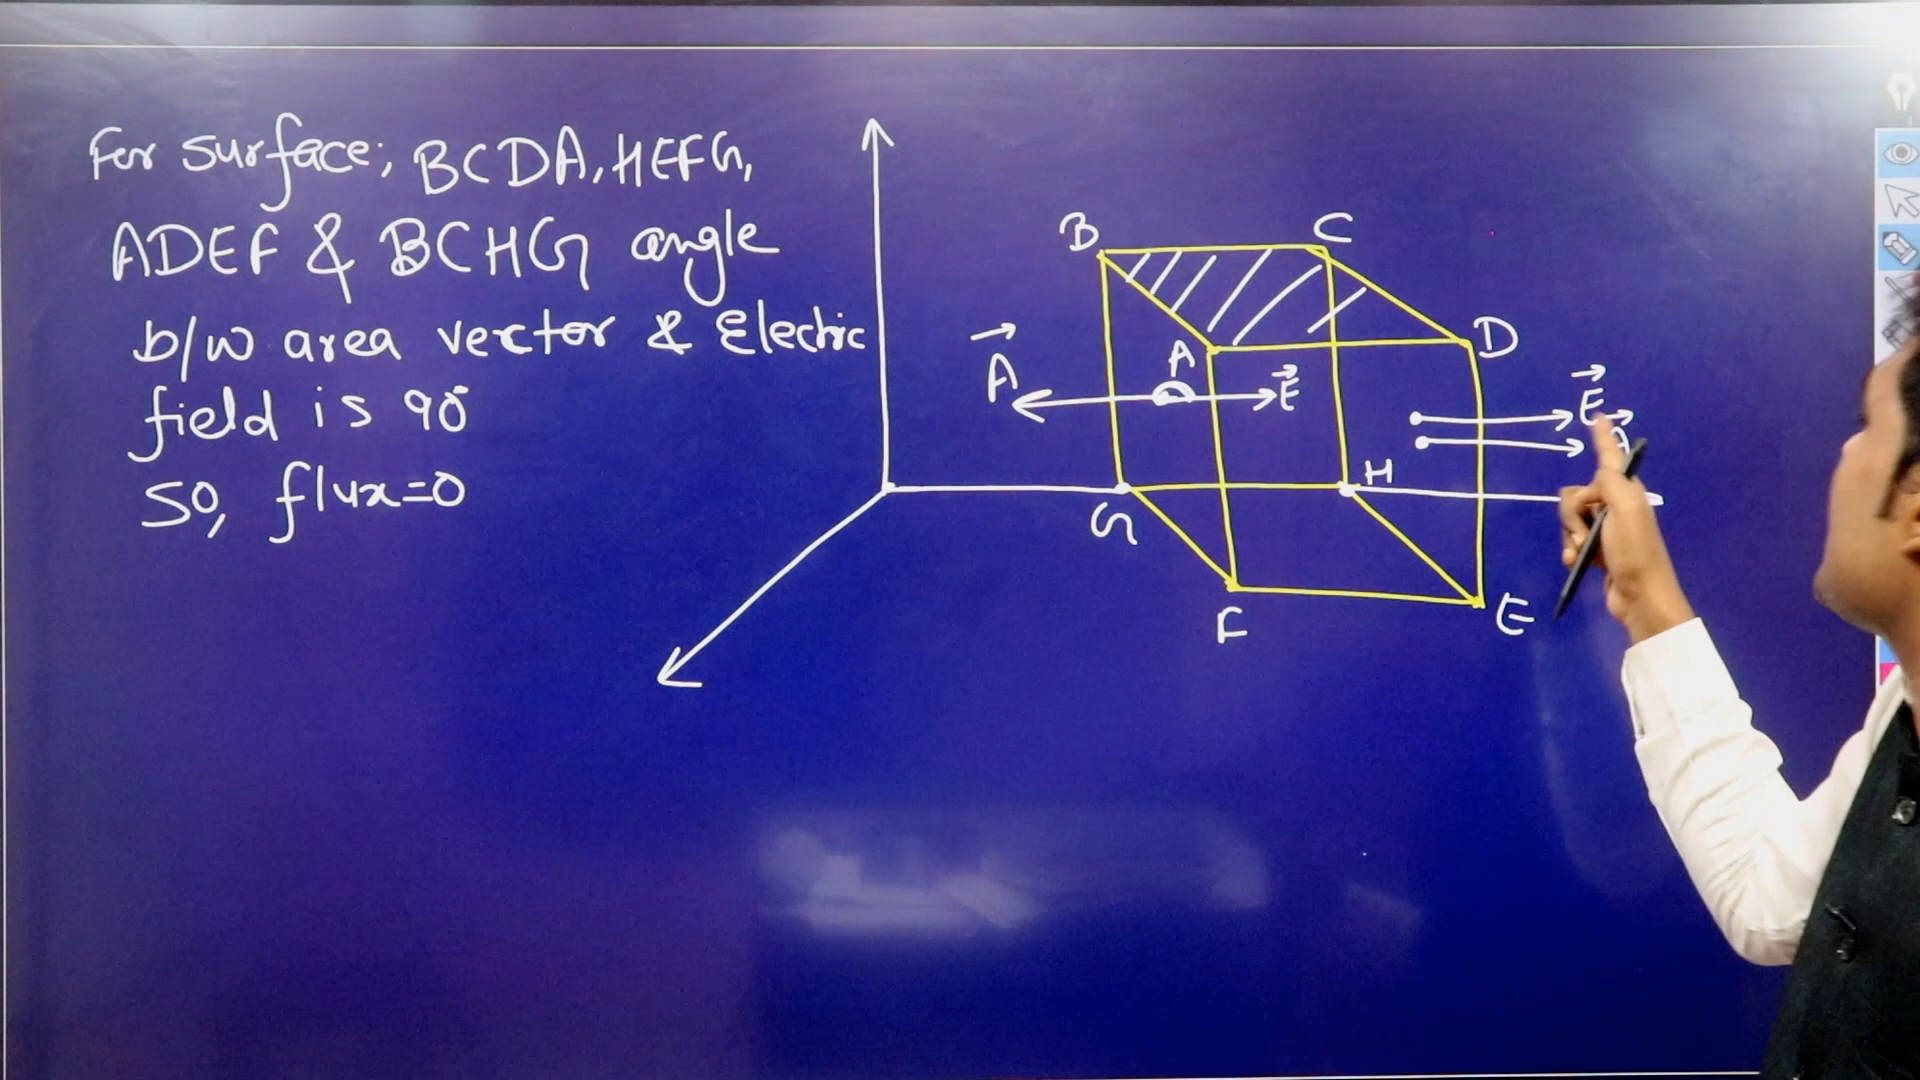 For surface; BCDA, HEFG,
ADEF & BCHG angle
b/w area vector & Electric
field is 90°
so, flux=0
B
C
A
D
A
E
E
A
G
H
F
E